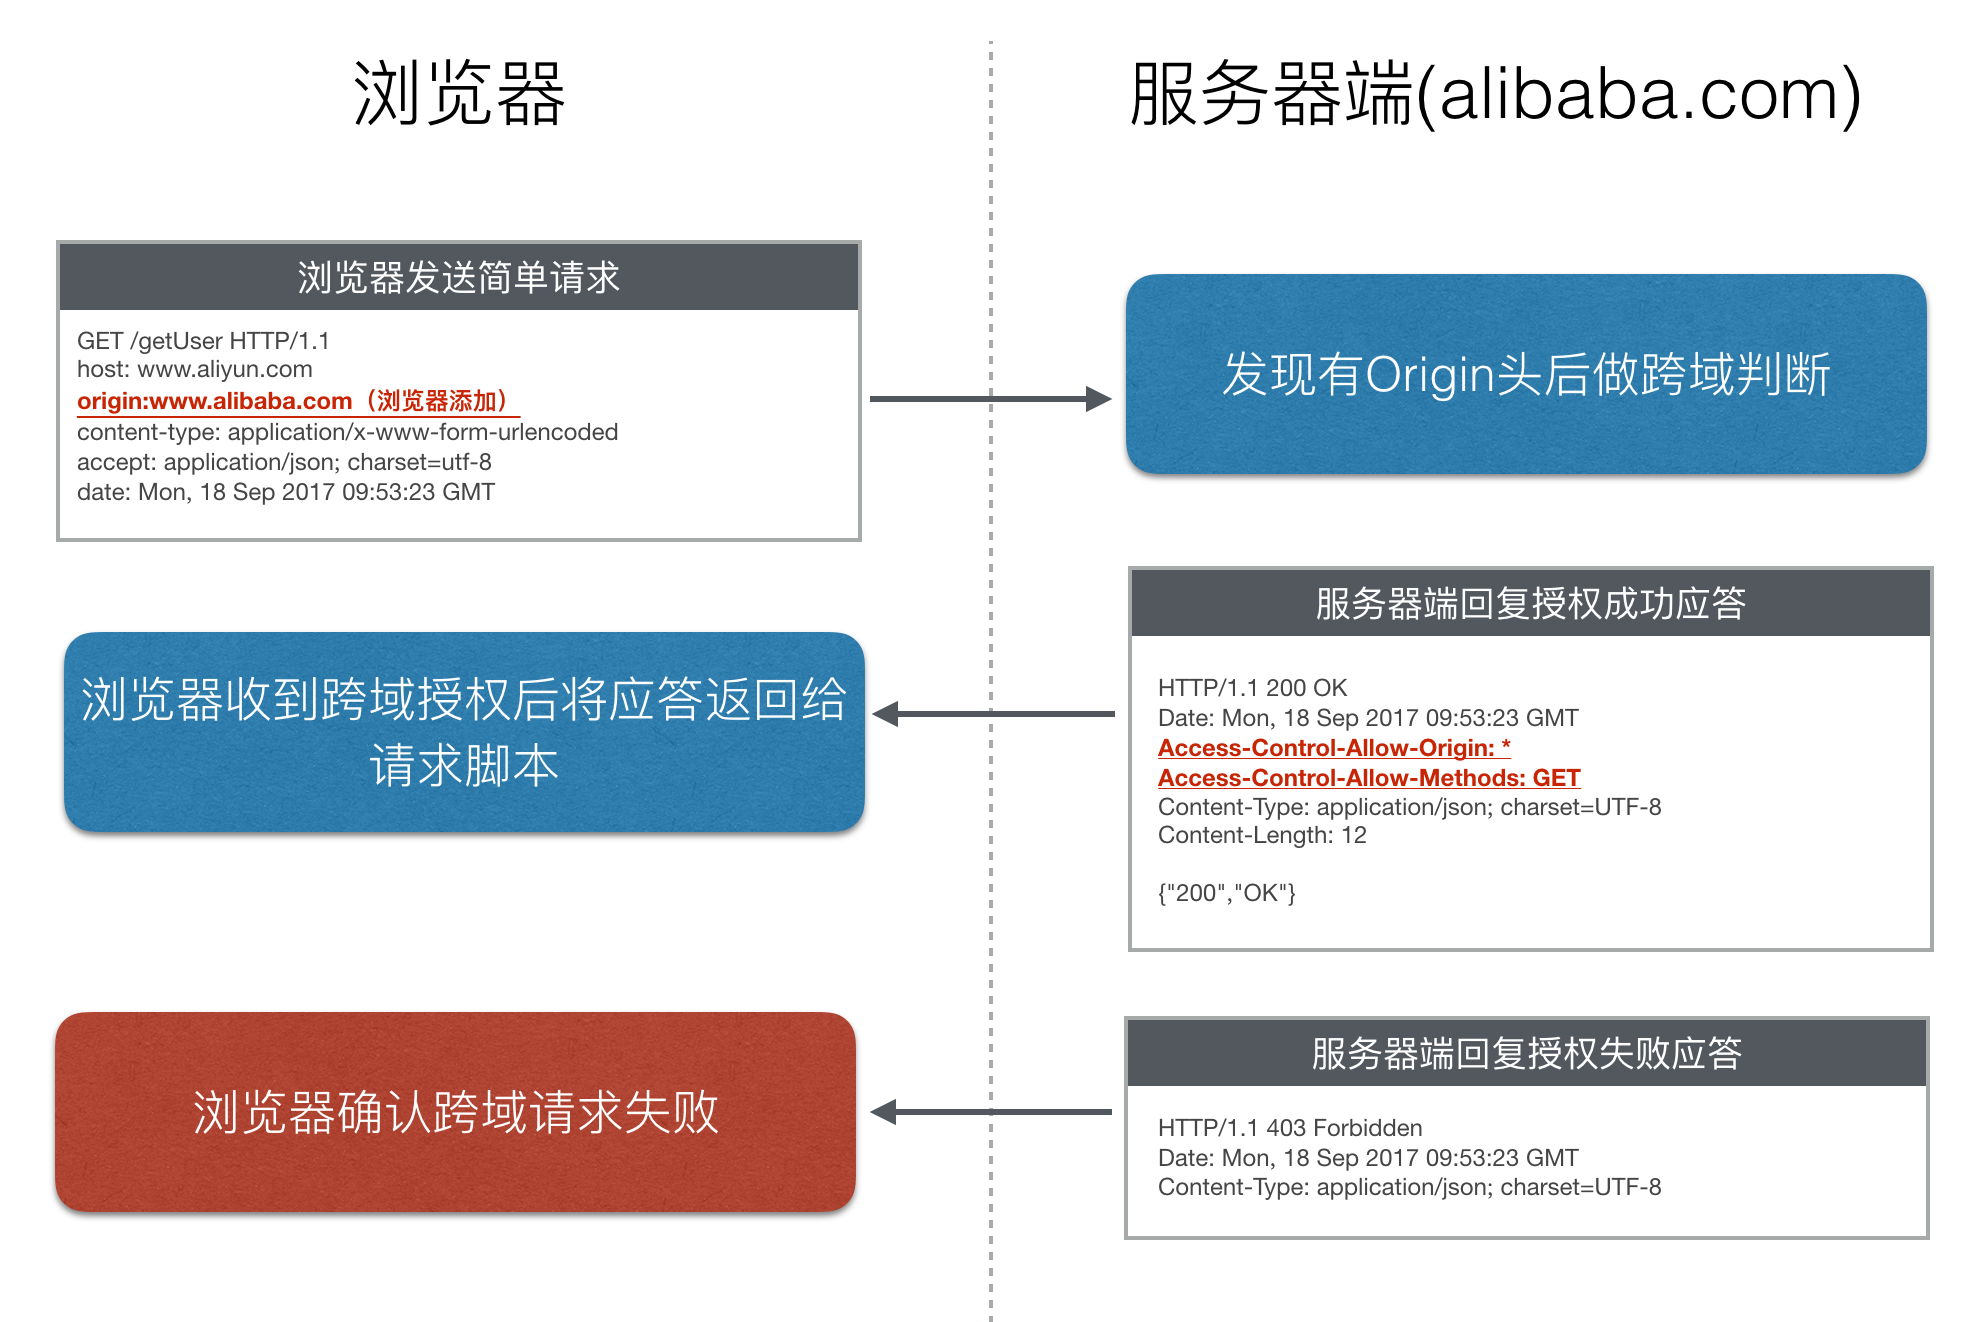 浏览器
服务器端(alibaba.com)
浏览器发送简单请求
GET /getUser HTTP/1.1
host: www.aliyun.com
origin:www.alibaba.com（浏览器添加）
content-type: application/x-www-form-urlencoded
accept: application/json; charset=utf-8
date: Mon, 18 Sep 2017 09:53:23 GMT
发现有Origin头后做跨域判断
服务器端回复授权成功应答
HTTP/1.1 200 OK
Date: Mon, 18 Sep 2017 09:53:23 GMT
Access-Control-Allow-Origin: *
Access-Control-Allow-Methods: GET
Content-Type: application/json; charset=UTF-8
Content-Length: 12
{"200","OK"}
浏览器收到跨域授权后将应答返回给
请求脚本
服务器端回复授权失败应答
HTTP/1.1 403 Forbidden
Date: Mon, 18 Sep 2017 09:53:23 GMT
Content-Type: application/json; charset=UTF-8
浏览器确认跨域请求失败